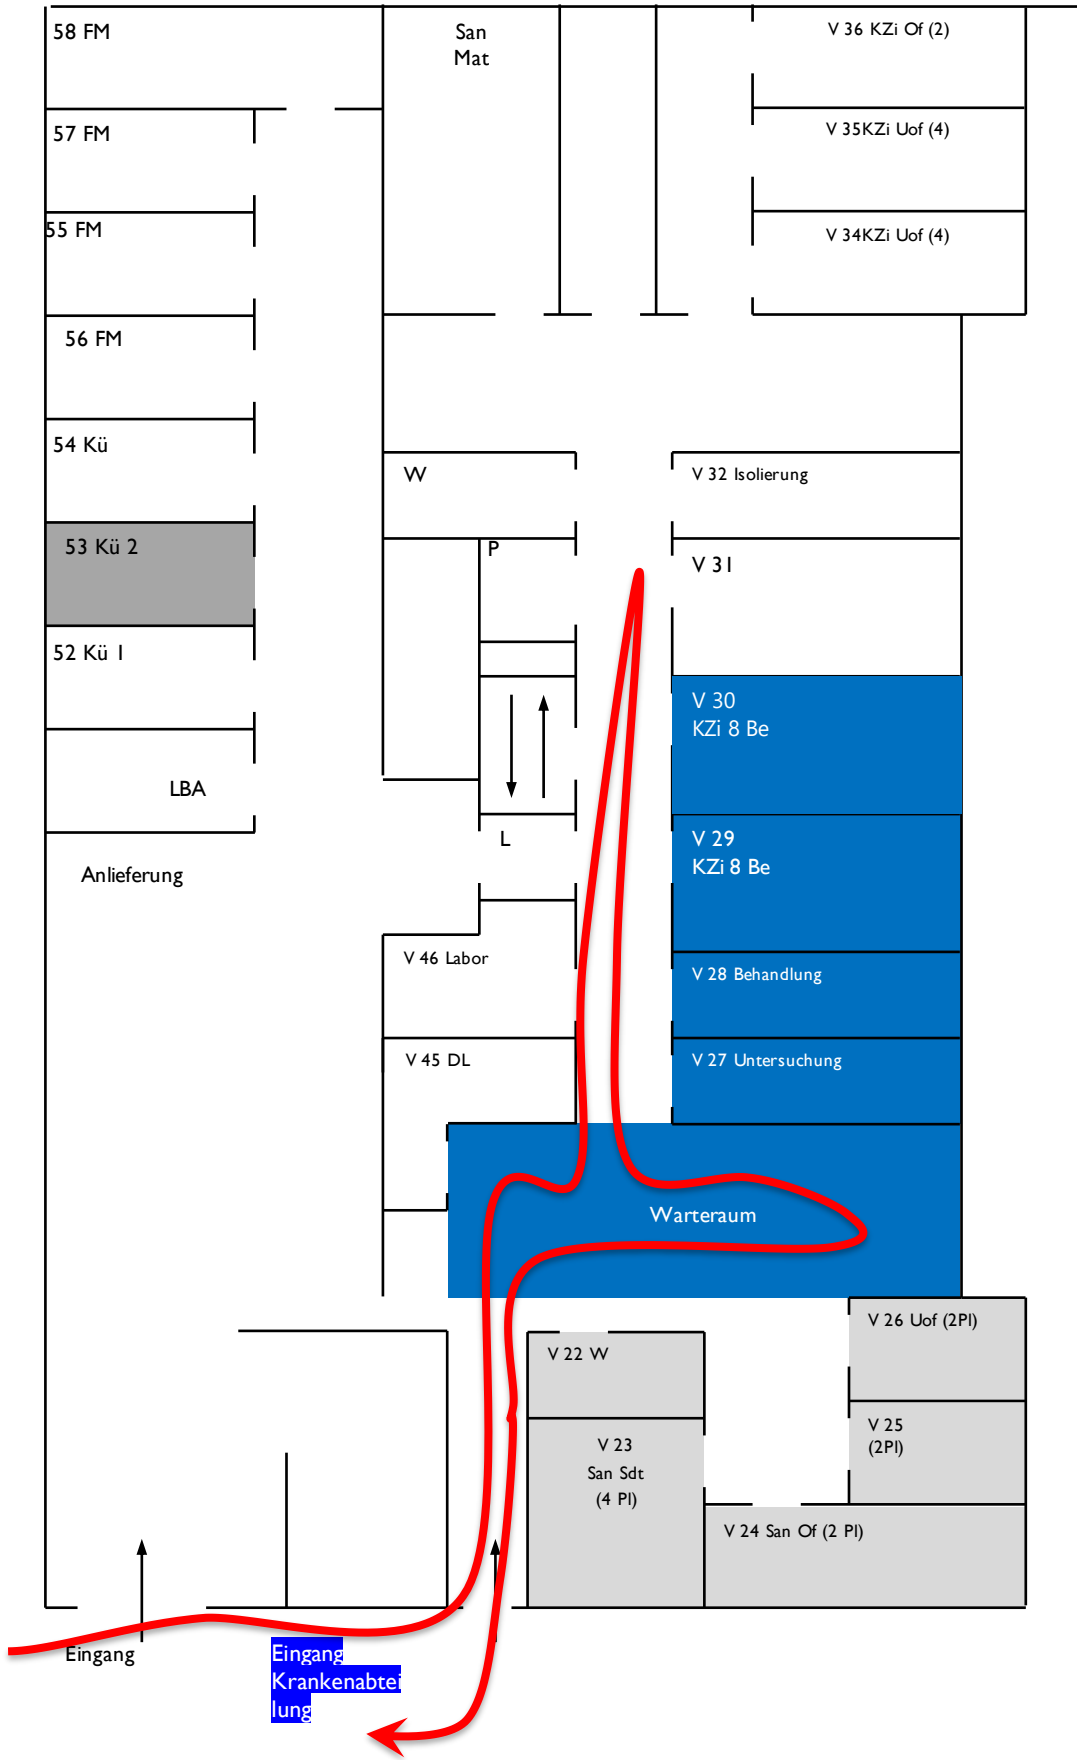 58 FM
San
Mat
V 36 KZi Of (2)
57 FM
V 35KZi Uof (4)
55 FM
V 34KZi Uof (4)
56 FM
54 Kü
W
V 32 Isolierung
53 Kü 2
P
V 31
52 Kü 1
V 30
KZi 8 Be
LBA
L
V 29
KZi 8 Be
Anlieferung
V 46 Labor
V 28 Behandlung
V 45 DL
V 27 Untersuchung
Warteraum
V 26 Uof (2Pl)
V 22 W
V 25
(2Pl)
V 23
San Sdt
(4 Pl)
V 24 San Of (2 Pl)
Eingang
Eingang
Krankenabtei
lung